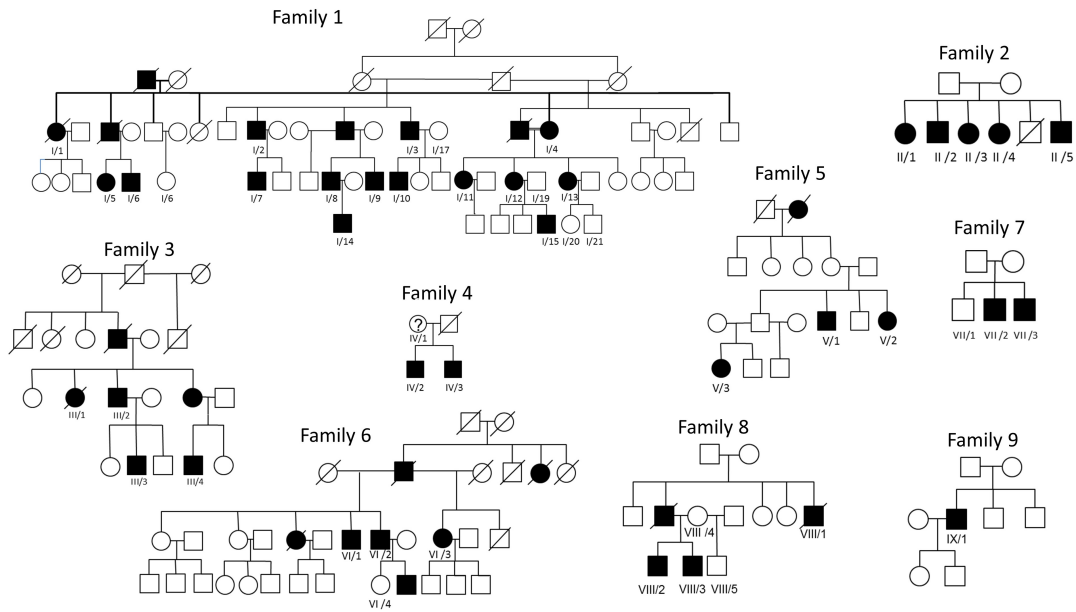 Family 1
I/1
I/2
I/3
I/17
I/4
I/5
I/6
I/6
I/7
I/8
I/9
I/10
I/11
I/12
I/19
I/13
I/14
I/15
I/20
I/21
Family 2
II/1
II/2
II/3
II/4
II/5
Family 3
III/1
III/2
III/3
III/4
Family 4
?
IV/1
IV/2
IV/3
Family 5
V/1
V/2
V/3
Family 7
VII/1
VII/2
VII/3
Family 6
VI/1
VI/2
VI/3
VI/4
Family 8
VIII/4
VIII/1
VIII/2
VIII/3
VIII/5
Family 9
IX/1